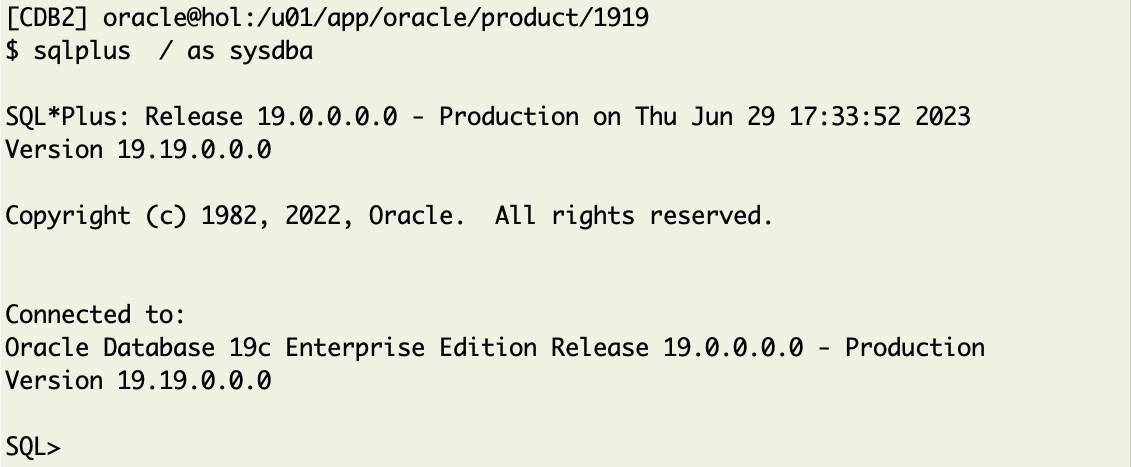 [CDB2] oracle@hol:/u01/app/oracle/product/1919
$ sqlplus  / as sysdba
SQL*Plus: Release 19.0.0.0.0 - Production on Thu Jun 29 17:33:52 2023
Version 19.19.0.0.0
Copyright (c) 1982, 2022, Oracle.  All rights reserved.
Connected to:
Oracle Database 19c Enterprise Edition Release 19.0.0.0.0 - Production
Version 19.19.0.0.0
SQL>